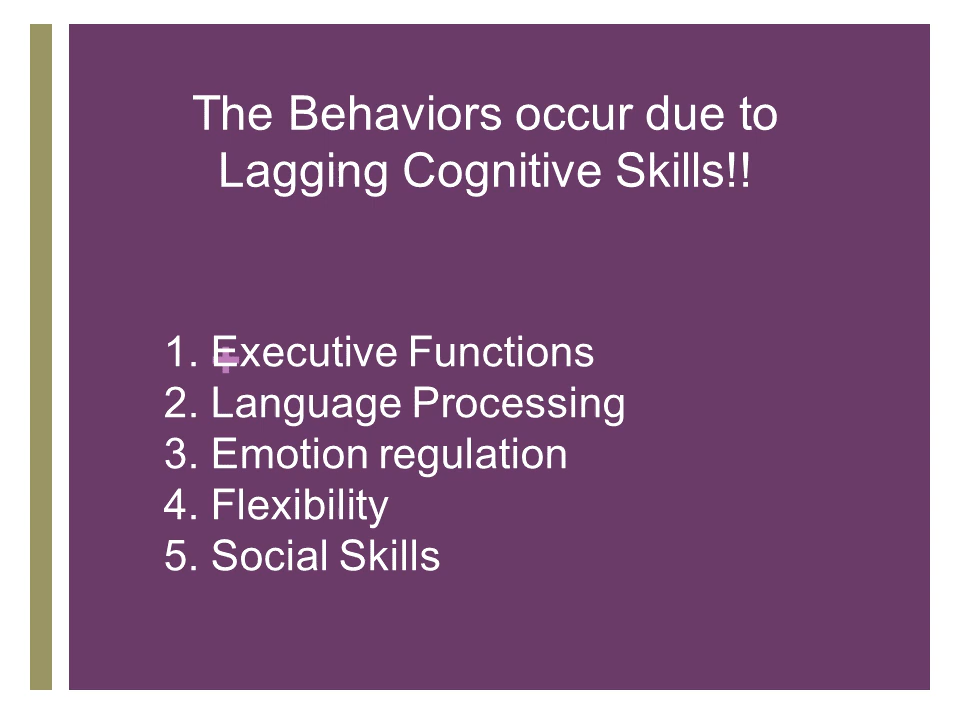 The Behaviors occur due to
Lagging Cognitive Skills!!
+
1. Executive Functions
2. Language Processing
3. Emotion regulation
4. Flexibility
5. Social Skills